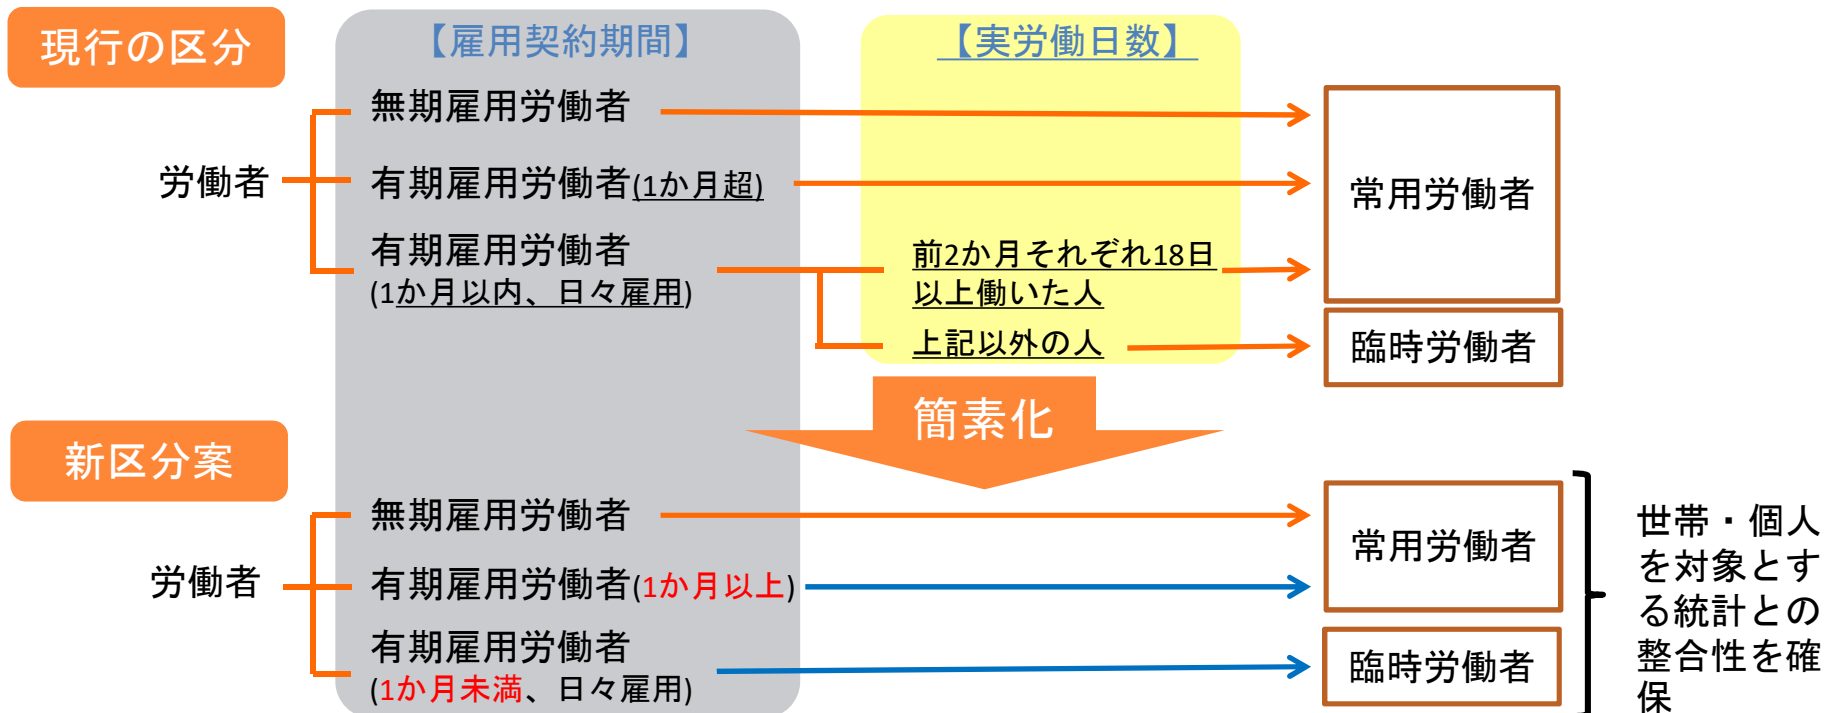 現行の区分
【雇用契約期間】
【実労働日数】
無期雇用労働者
労働者
有期雇用労働者(1か月超)
常用労働者
有期雇用労働者
(1か月以内、日々雇用)
前2か月それぞれ18日
以上働いた人
上記以外の人
臨時労働者
簡素化
新区分案
無期雇用労働者
労働者
有期雇用労働者(1か月以上)
常用労働者
有期雇用労働者
(1か月未満、日々雇用)
臨時労働者
世帯・個人
を対象とす
る統計との
整合性を確
保